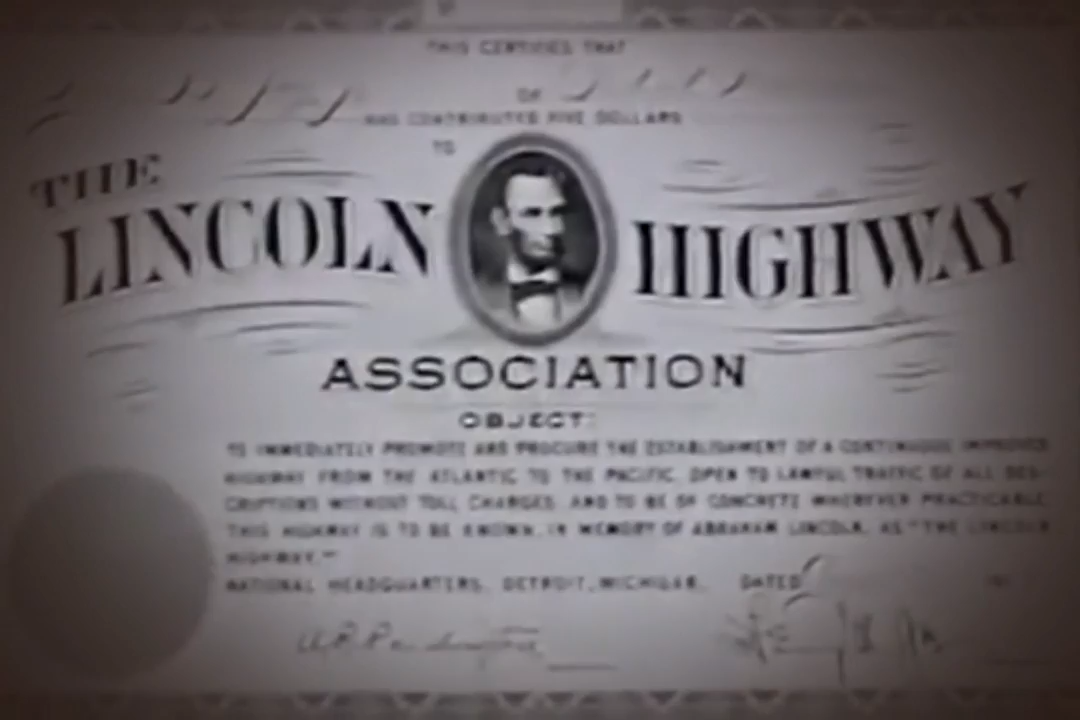 THIS CERTIFIES THAT
OF
HAS CONTRIBUTED FIVE DOLLARS
TO
THE
LINCOLN HIGHWAY
ASSOCIATION
OBJECT:
TO IMMEDIATELY PROMOTE AND PROCURE THE ESTABLISHMENT OF A CONTINUOUS IMPROVED
HIGHWAY FROM THE ATLANTIC TO THE PACIFIC, OPEN TO LAWFUL TRAFFIC OF ALL DES-
CRIPTIONS WITHOUT TOLL CHARGES, AND TO BE OF CONCRETE WHEREVER PRACTICABLE.
THIS HIGHWAY IS TO BE KNOWN, IN MEMORY OF ABRAHAM LINCOLN, AS "THE LINCOLN
HIGHWAY."
NATIONAL HEADQUARTERS, DETROIT, MICHIGAN, DATED